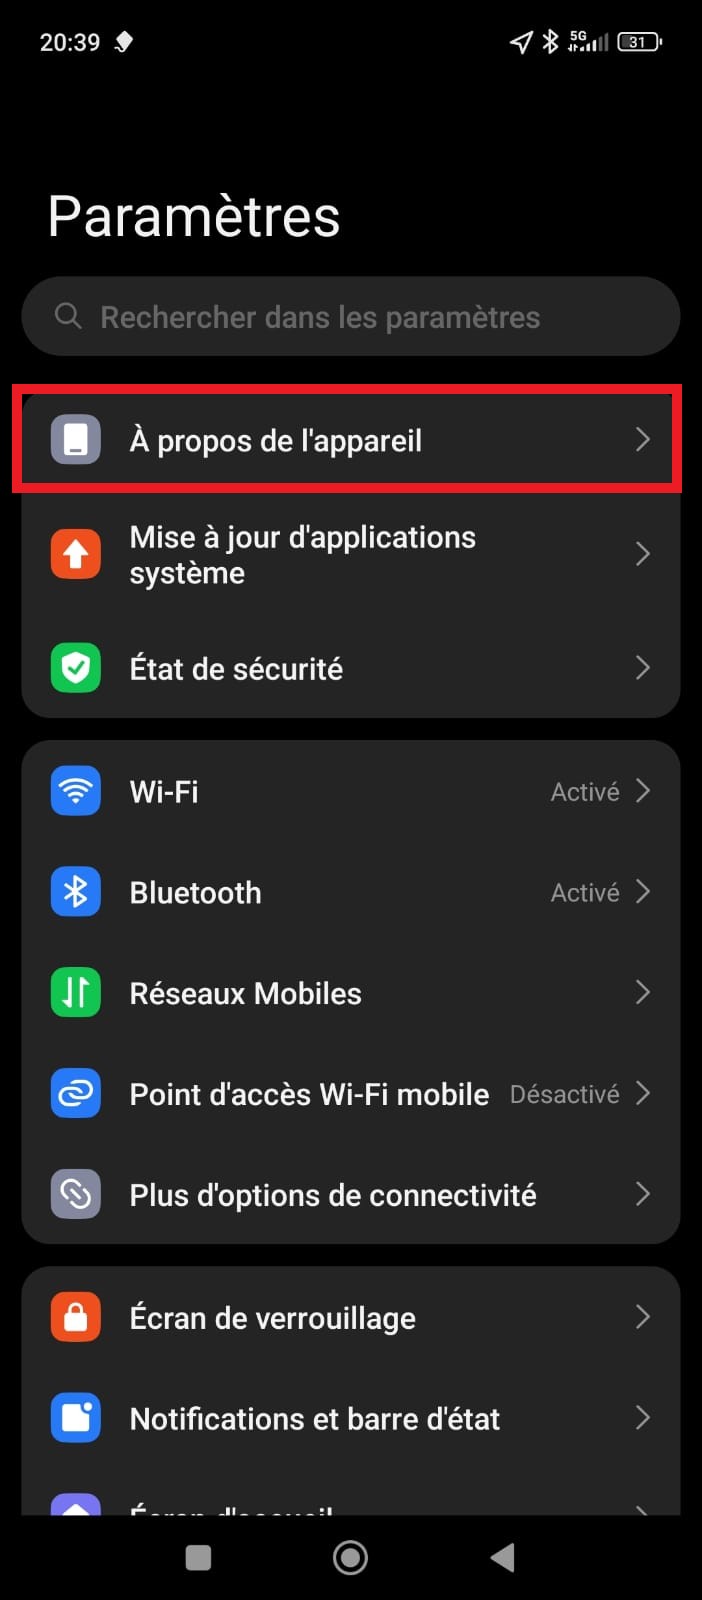 20:39
5G
31
Paramètres
Rechercher dans les paramètres
À propos de l'appareil
Mise à jour d'applications
système
État de sécurité
Wi-Fi Activé
Bluetooth Activé
Réseaux Mobiles
Point d'accès Wi-Fi mobile Désactivé
Plus d'options de connectivité
Écran de verrouillage
Notifications et barre d'état
Écran d'accueil